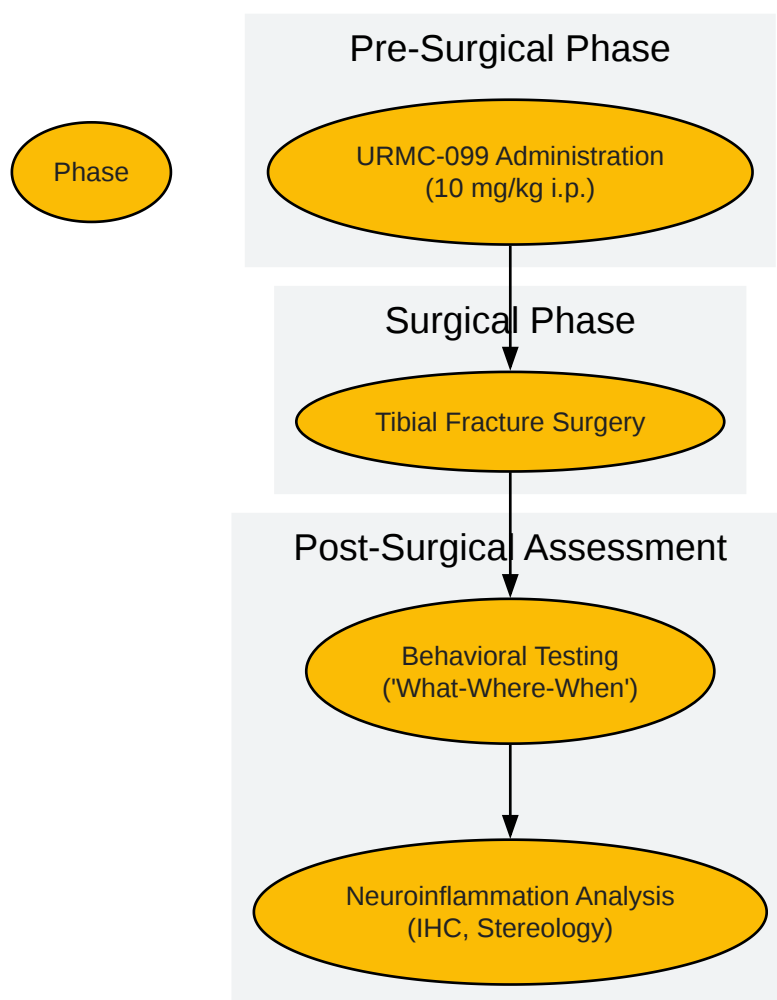 Pre-Surgical Phase
Phase
URMC-099 Administration
(10 mg/kg i.p.)
Surgical Phase
Tibial Fracture Surgery
Post-Surgical Assessment
Behavioral Testing
('What-Where-When')
Neuroinflammation Analysis
(IHC, Stereology)